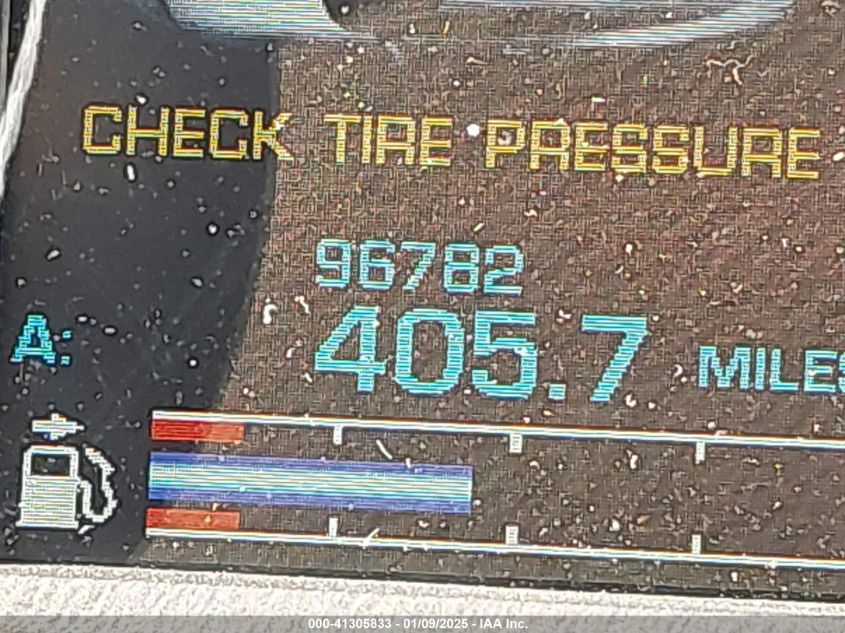 CHECK TIRE PRESSURE
96782
A: 405.7 MILES
000-41305833 - 01/09/2025 - IAA Inc.